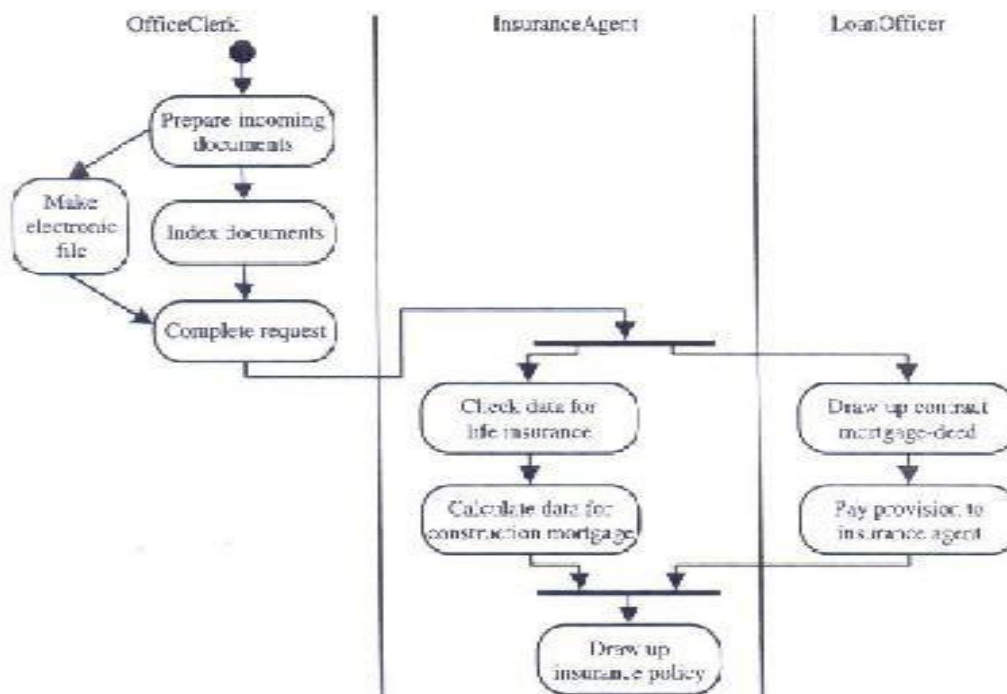 OfficeClerk
InsuranceAgent
LoanOfficer
Prepare incoming
documents
Make
electronic
file
Index documents
Complete request
Check data for
life insurance
Draw up contract
mortgage-deed
Calculate data for
construction mortgage
Pay provision to
insurance agent
Draw up
insurance policy